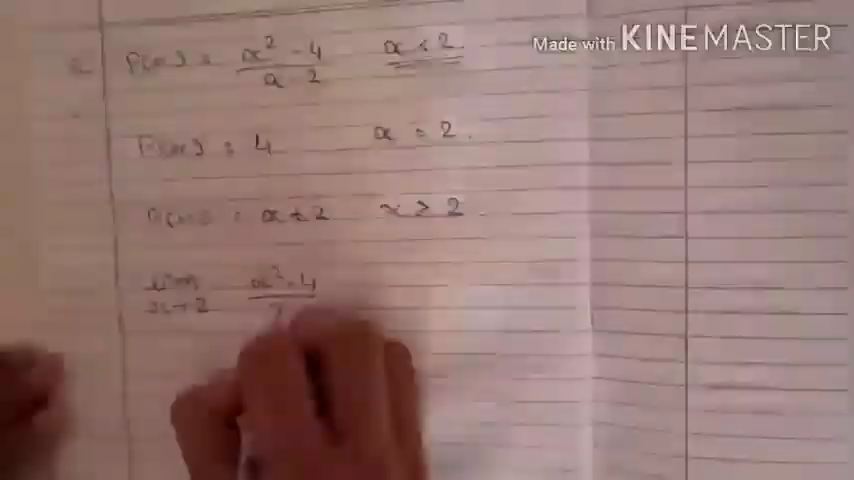 Made with KINEMASTER
f(x) = x² - 4 / x - 2 x < 2
f(x) = 4 x = 2.
f(x) = x + 2 x > 2.
lim x→2 x² - 4